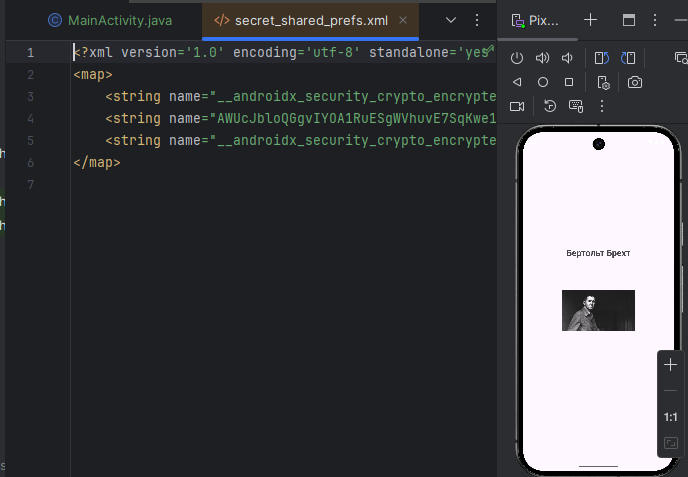 MainActivity.java
secret_shared_prefs.xml
Pix...
1 <?xml version='1.0' encoding='utf-8' standalone='yes'
2 <map>
3 <string name="__androidx_security_crypto_encrypte
4 <string name="AWUcJbloQGgvIYOA1RuESgWVhuvE7SqKwe1
5 <string name="__androidx_security_crypto_encrypte
6 </map>
7
Бертольт Брехт
1:1